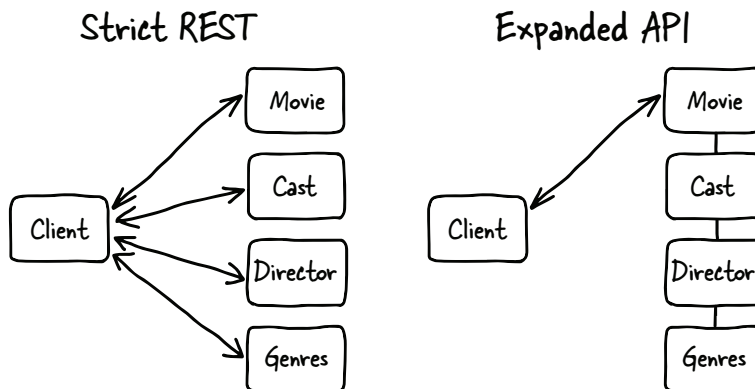 Strict REST
Movie
Cast
Client
Director
Genres
Expanded API
Movie
Cast
Client
Director
Genres